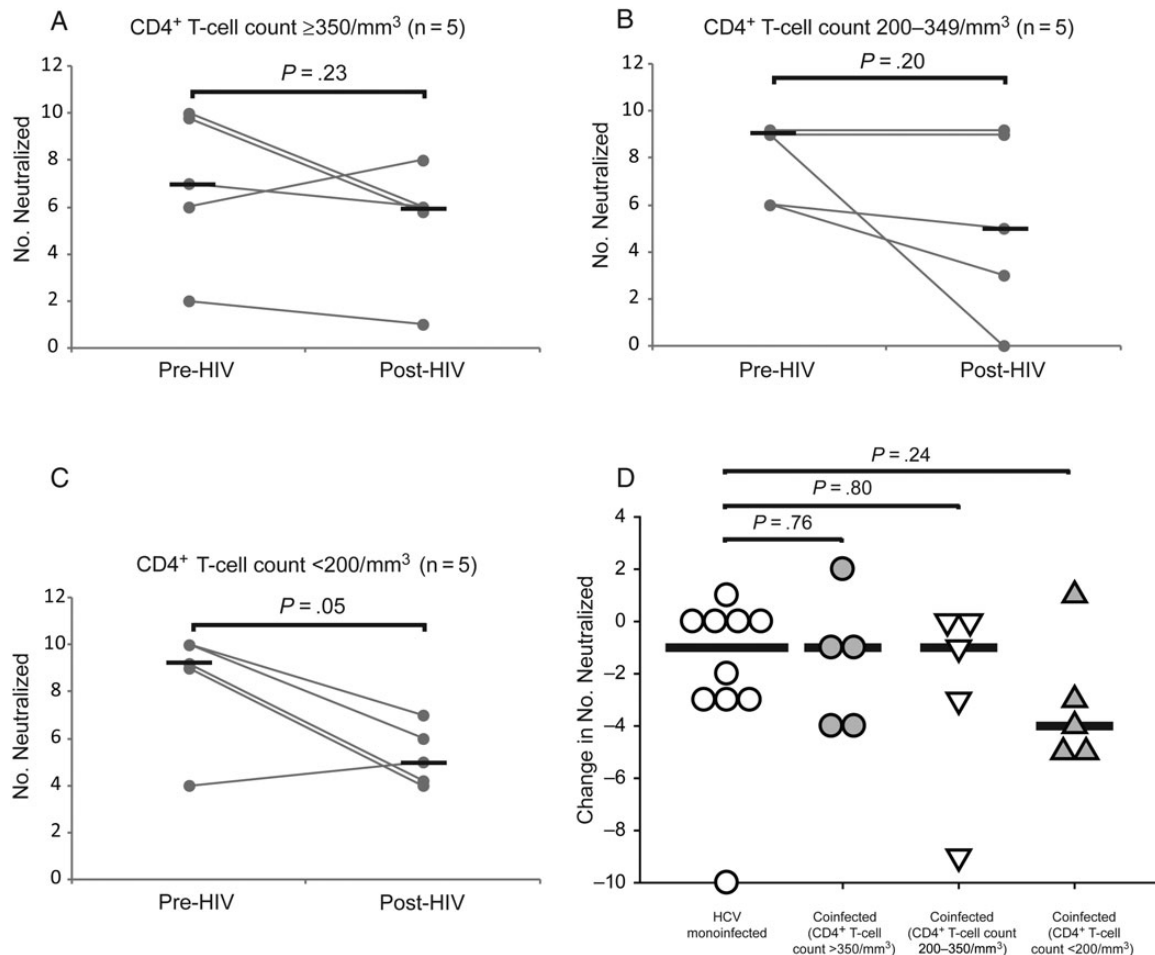 A
CD4⁺ T-cell count ≥350/mm³ (n = 5)
P = .23
No. Neutralized
12
10
8
6
4
2
0
Pre-HIV
Post-HIV
B
CD4⁺ T-cell count 200–349/mm³ (n = 5)
P = .20
No. Neutralized
12
10
8
6
4
2
0
Pre-HIV
Post-HIV
C
CD4⁺ T-cell count <200/mm³ (n = 5)
P = .05
No. Neutralized
12
10
8
6
4
2
0
Pre-HIV
Post-HIV
D
P = .24
P = .80
P = .76
Change in No. Neutralized
4
2
0
–2
–4
–6
–8
–10
HCV
monoinfected
Coinfected
(CD4⁺ T-cell
count >350/mm³)
Coinfected
(CD4⁺ T-cell count
200–350/mm³)
Coinfected
(CD4⁺ T-cell
count <200/mm³)